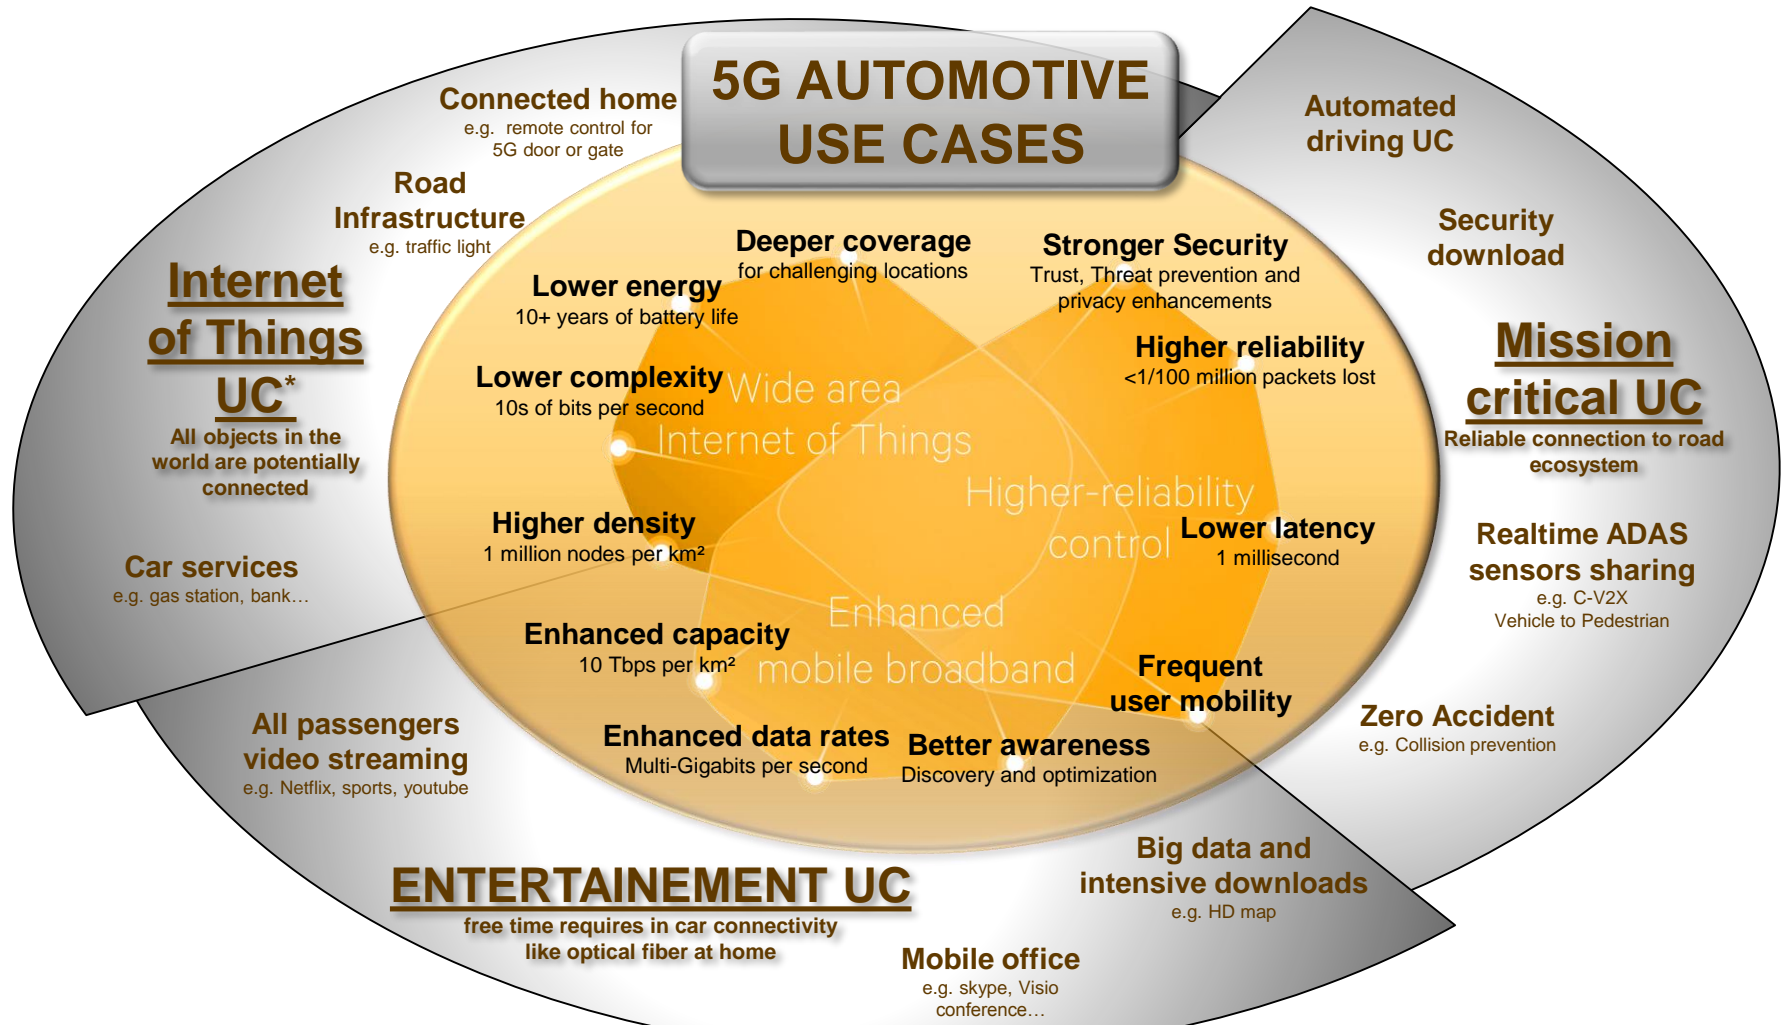 5G AUTOMOTIVE
USE CASES
Connected home
e.g. remote control for
5G door or gate
Road
Infrastructure
e.g. traffic light
Internet
of Things
UC*
All objects in the
world are potentially
connected
Car services
e.g. gas station, bank…
Automated
driving UC
Security
download
Mission
critical UC
Reliable connection to road
ecosystem
Realtime ADAS
sensors sharing
e.g. C-V2X
Vehicle to Pedestrian
Zero Accident
e.g. Collision prevention
Deeper coverage
for challenging locations
Stronger Security
Trust, Threat prevention and
privacy enhancements
Lower energy
10+ years of battery life
Higher reliability
<1/100 million packets lost
Lower complexity
10s of bits per second
Wide area
Internet of Things
Higher-reliability
control
Higher density
1 million nodes per km²
Lower latency
1 millisecond
Enhanced
mobile broadband
Enhanced capacity
10 Tbps per km²
Frequent
user mobility
Enhanced data rates
Multi-Gigabits per second
Better awareness
Discovery and optimization
All passengers
video streaming
e.g. Netflix, sports, youtube
ENTERTAINEMENT UC
free time requires in car connectivity
like optical fiber at home
Big data and
intensive downloads
e.g. HD map
Mobile office
e.g. skype, Visio
conference…